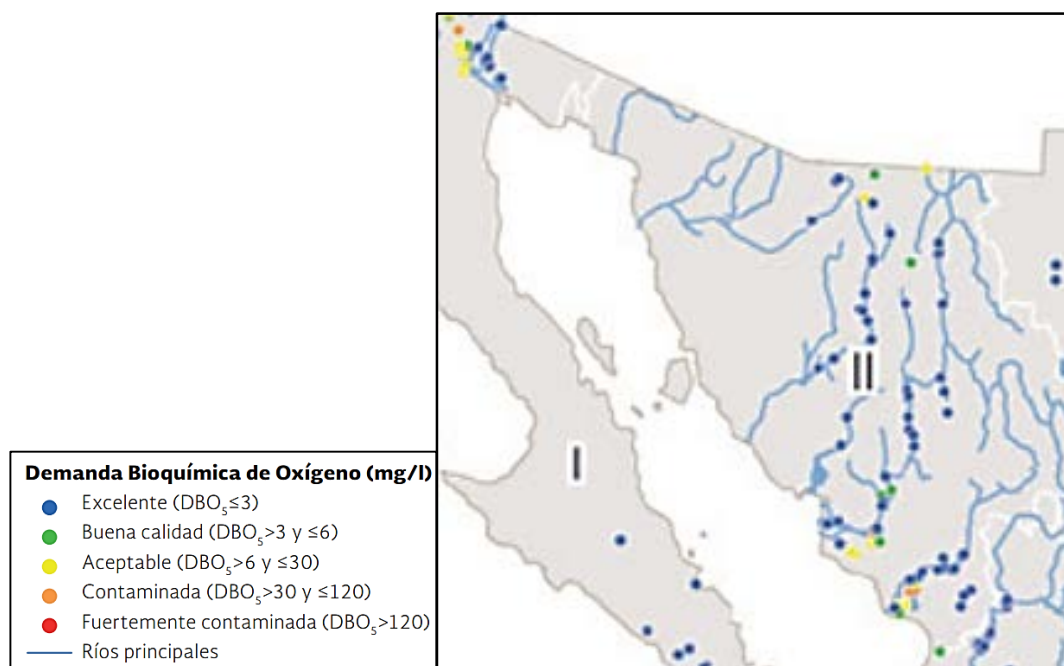 Demanda Bioquímica de Oxígeno (mg/l)
Excelente (DBO₅≤3)
Buena calidad (DBO₅>3 y ≤6)
Aceptable (DBO₅>6 y ≤30)
Contaminada (DBO₅>30 y ≤120)
Fuertemente contaminada (DBO₅>120)
Ríos principales
I
II